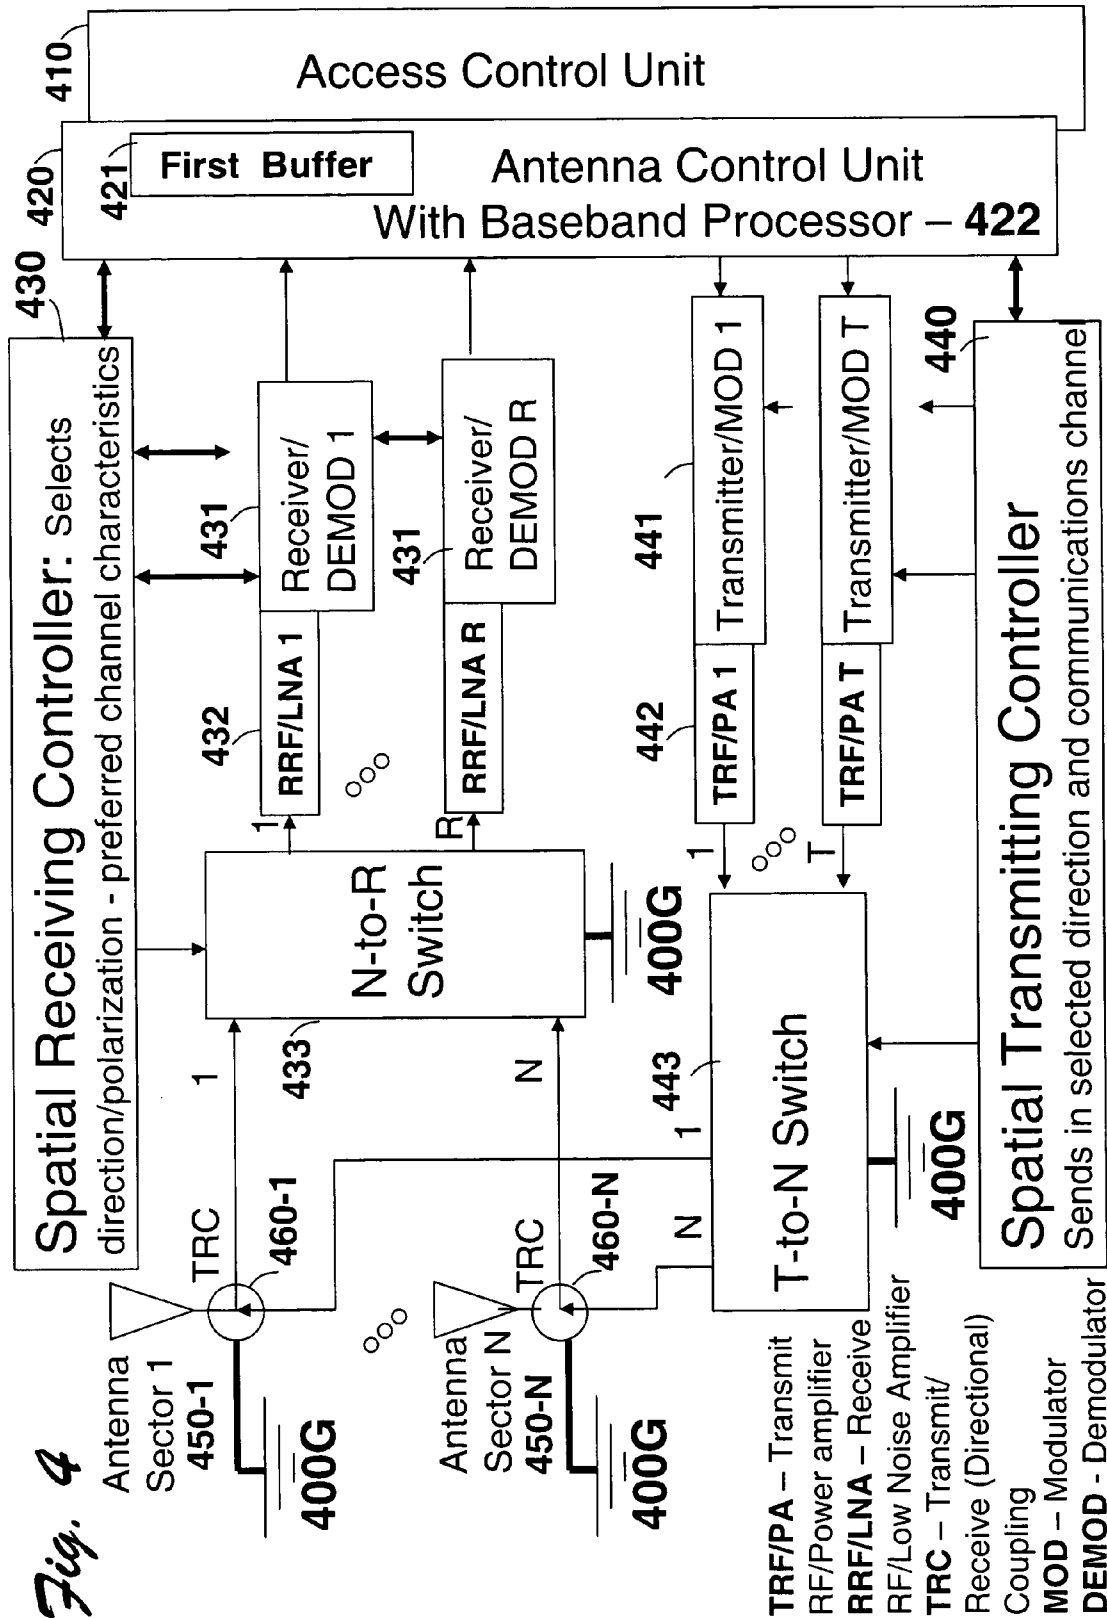 Fig. 4
410
Access Control Unit
420
421
First Buffer
Antenna Control Unit
With Baseband Processor – 422
430
Spatial Receiving Controller: Selects
direction/polarization - preferred channel characteristics
431
Receiver/
DEMOD 1
431
Receiver/
DEMOD R
432
RRF/LNA 1
RRF/LNA R
1
R
N-to-R
Switch
433
400G
1
N
TRC
460-1
TRC
460-N
Antenna
Sector 1
450-1
400G
Antenna
Sector N
450-N
400G
441
Transmitter/MOD 1
Transmitter/MOD T
442
TRF/PA 1
TRF/PA T
1
T
443
T-to-N Switch
1
N
400G
440
Spatial Transmitting Controller
Sends in selected direction and communications channel
TRF/PA – Transmit
RF/Power amplifier
RRF/LNA – Receive
RF/Low Noise Amplifier
TRC – Transmit/
Receive (Directional)
Coupling
MOD – Modulator
DEMOD - Demodulator